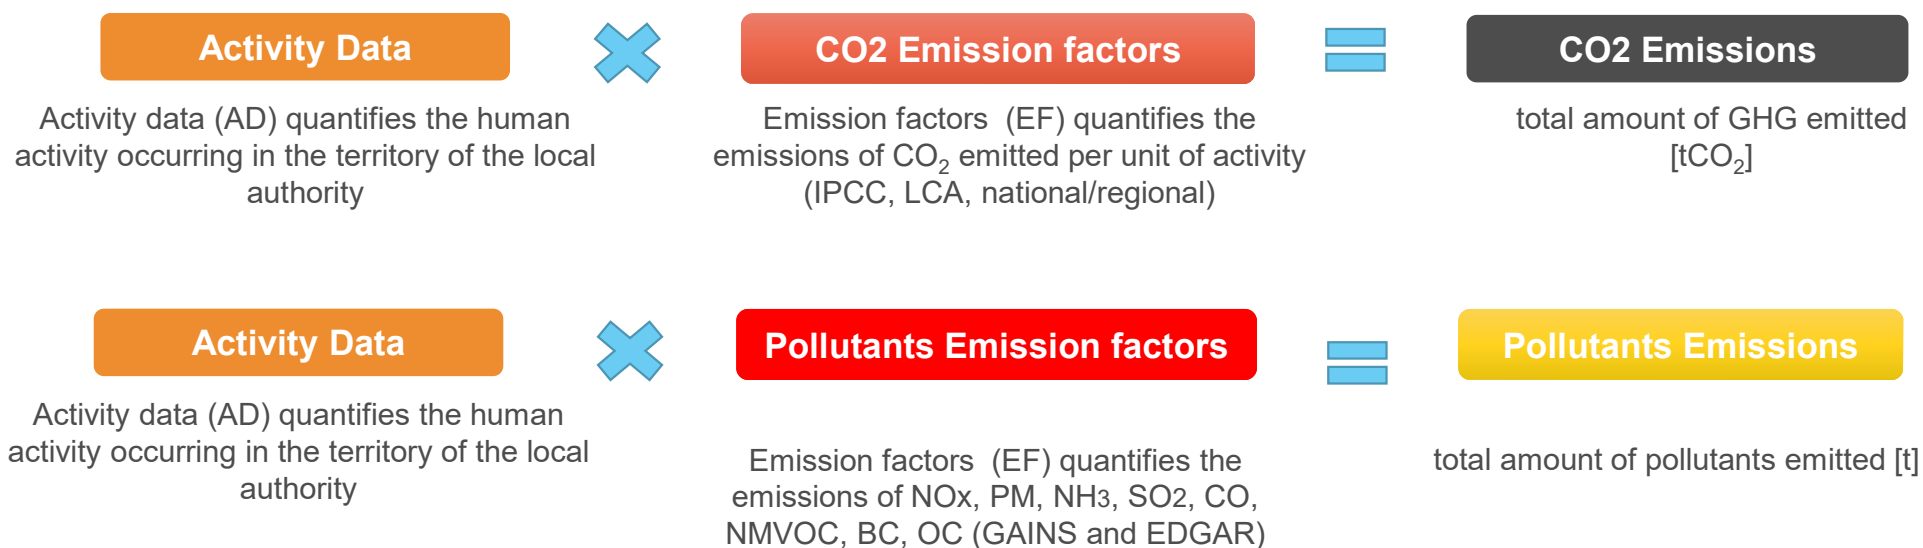 Activity Data
CO2 Emission factors
CO2 Emissions
Activity data (AD) quantifies the human
activity occurring in the territory of the local
authority
Emission factors  (EF) quantifies the
emissions of CO₂ emitted per unit of activity
(IPCC, LCA, national/regional)
total amount of GHG emitted
[tCO₂]
Activity Data
Pollutants Emission factors
Pollutants Emissions
Activity data (AD) quantifies the human
activity occurring in the territory of the local
authority
Emission factors  (EF) quantifies the
emissions of NOx, PM, NH3, SO2, CO,
NMVOC, BC, OC (GAINS and EDGAR)
total amount of pollutants emitted [t]